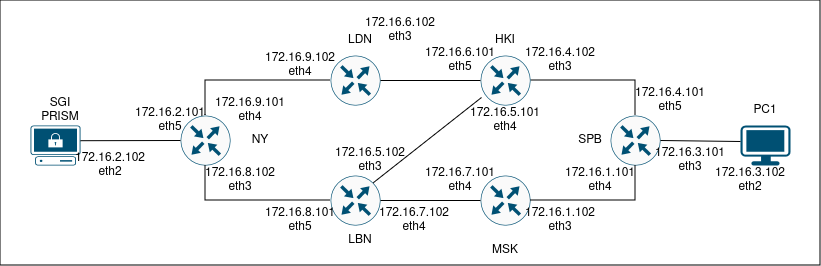 172.16.6.102
eth3
LDN
HKI
172.16.9.102
eth4
172.16.6.101
eth5
172.16.4.102
eth3
SGI
PRISM
172.16.2.101
eth5
172.16.9.101
eth4
172.16.4.101
eth5
PC1
172.16.5.101
eth4
NY
SPB
172.16.2.102
eth2
172.16.5.102
eth3
172.16.3.101
eth3
172.16.8.102
eth3
172.16.7.101
eth4
172.16.1.101
eth4
172.16.3.102
eth2
172.16.8.101
eth5
172.16.7.102
eth4
172.16.1.102
eth3
LBN
MSK